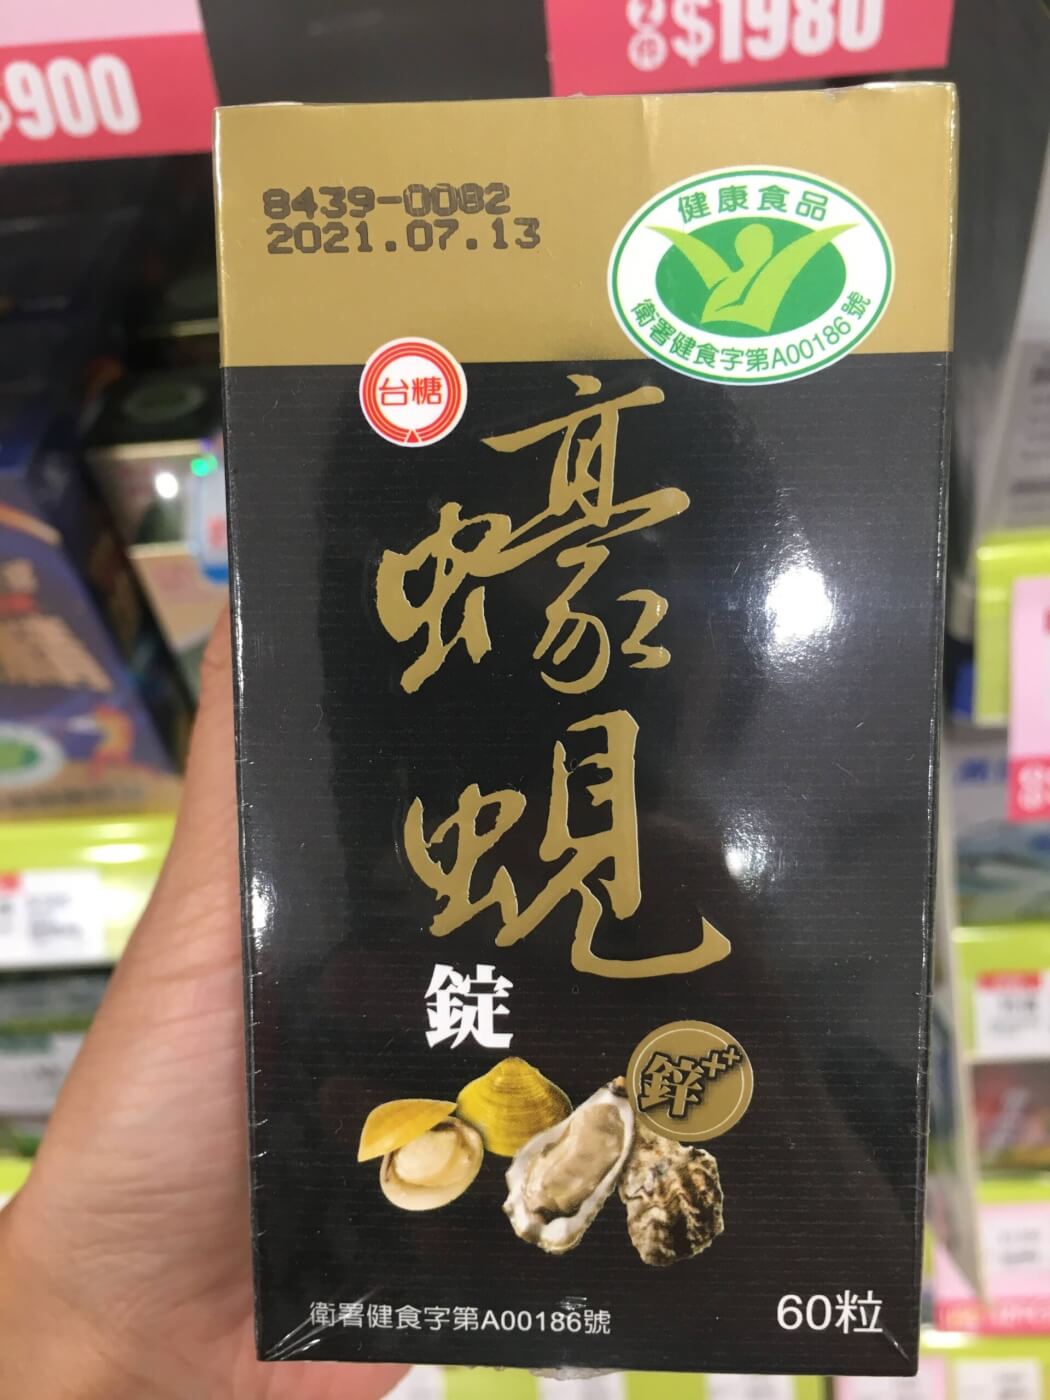 $900
2件$1980
8439-0082
2021.07.13
健康食品
衛署健食字第A00186號
台糖
蠔蜆
錠
鋅++
衛署健食字第A00186號
60粒